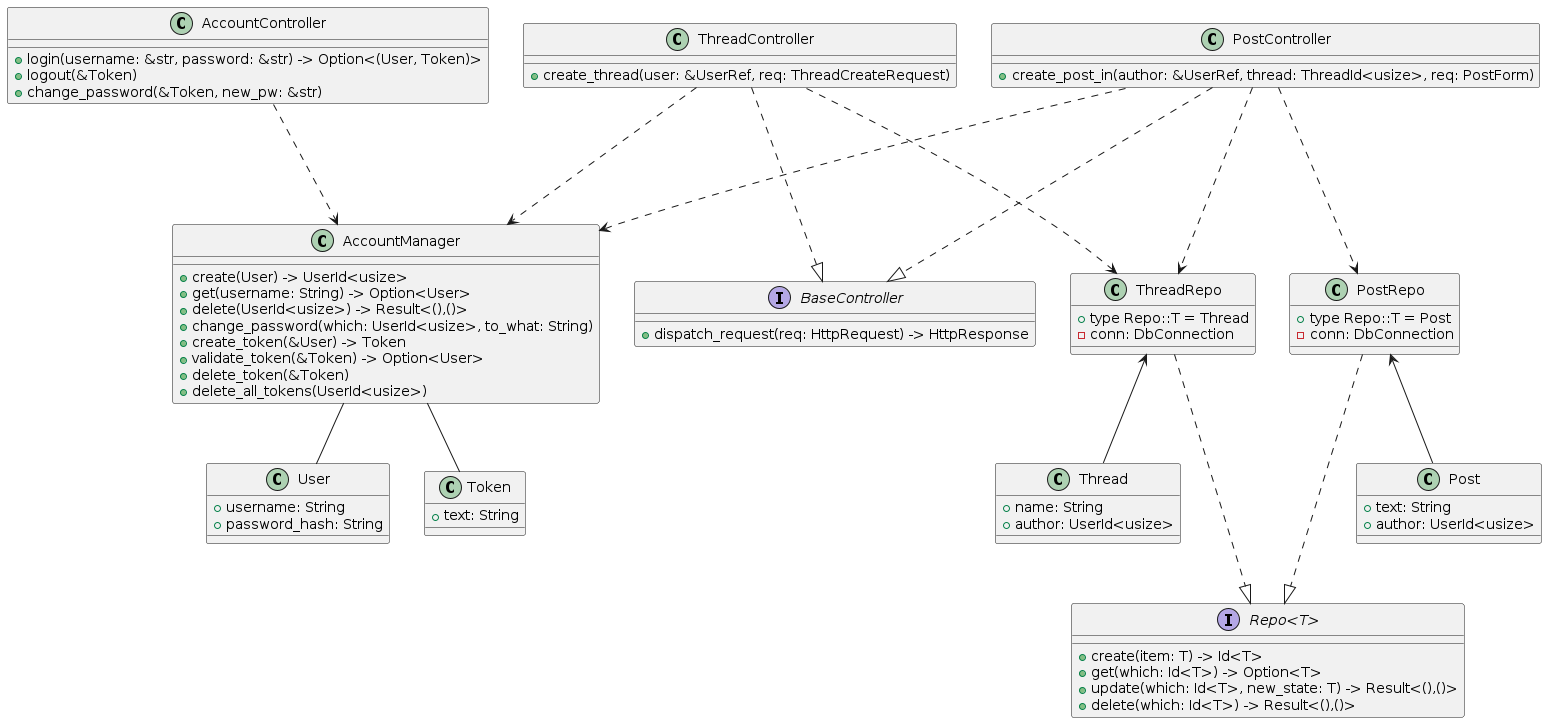 C AccountController
login(username: &str, password: &str) -> Option<(User, Token)>
logout(&Token)
change_password(&Token, new_pw: &str)
C ThreadController
create_thread(user: &UserRef, req: ThreadCreateRequest)
C PostController
create_post_in(author: &UserRef, thread: ThreadId<usize>, req: PostForm)
C AccountManager
create(User) -> UserId<usize>
get(username: String) -> Option<User>
delete(UserId<usize>) -> Result<(),()>
change_password(which: UserId<usize>, to_what: String)
create_token(&User) -> Token
validate_token(&Token) -> Option<User>
delete_token(&Token)
delete_all_tokens(UserId<usize>)
I BaseController
dispatch_request(req: HttpRequest) -> HttpResponse
C ThreadRepo
type Repo::T = Thread
conn: DbConnection
C PostRepo
type Repo::T = Post
conn: DbConnection
C User
username: String
password_hash: String
C Token
text: String
C Thread
name: String
author: UserId<usize>
C Post
text: String
author: UserId<usize>
I Repo<T>
create(item: T) -> Id<T>
get(which: Id<T>) -> Option<T>
update(which: Id<T>, new_state: T) -> Result<(),()>
delete(which: Id<T>) -> Result<(),()>